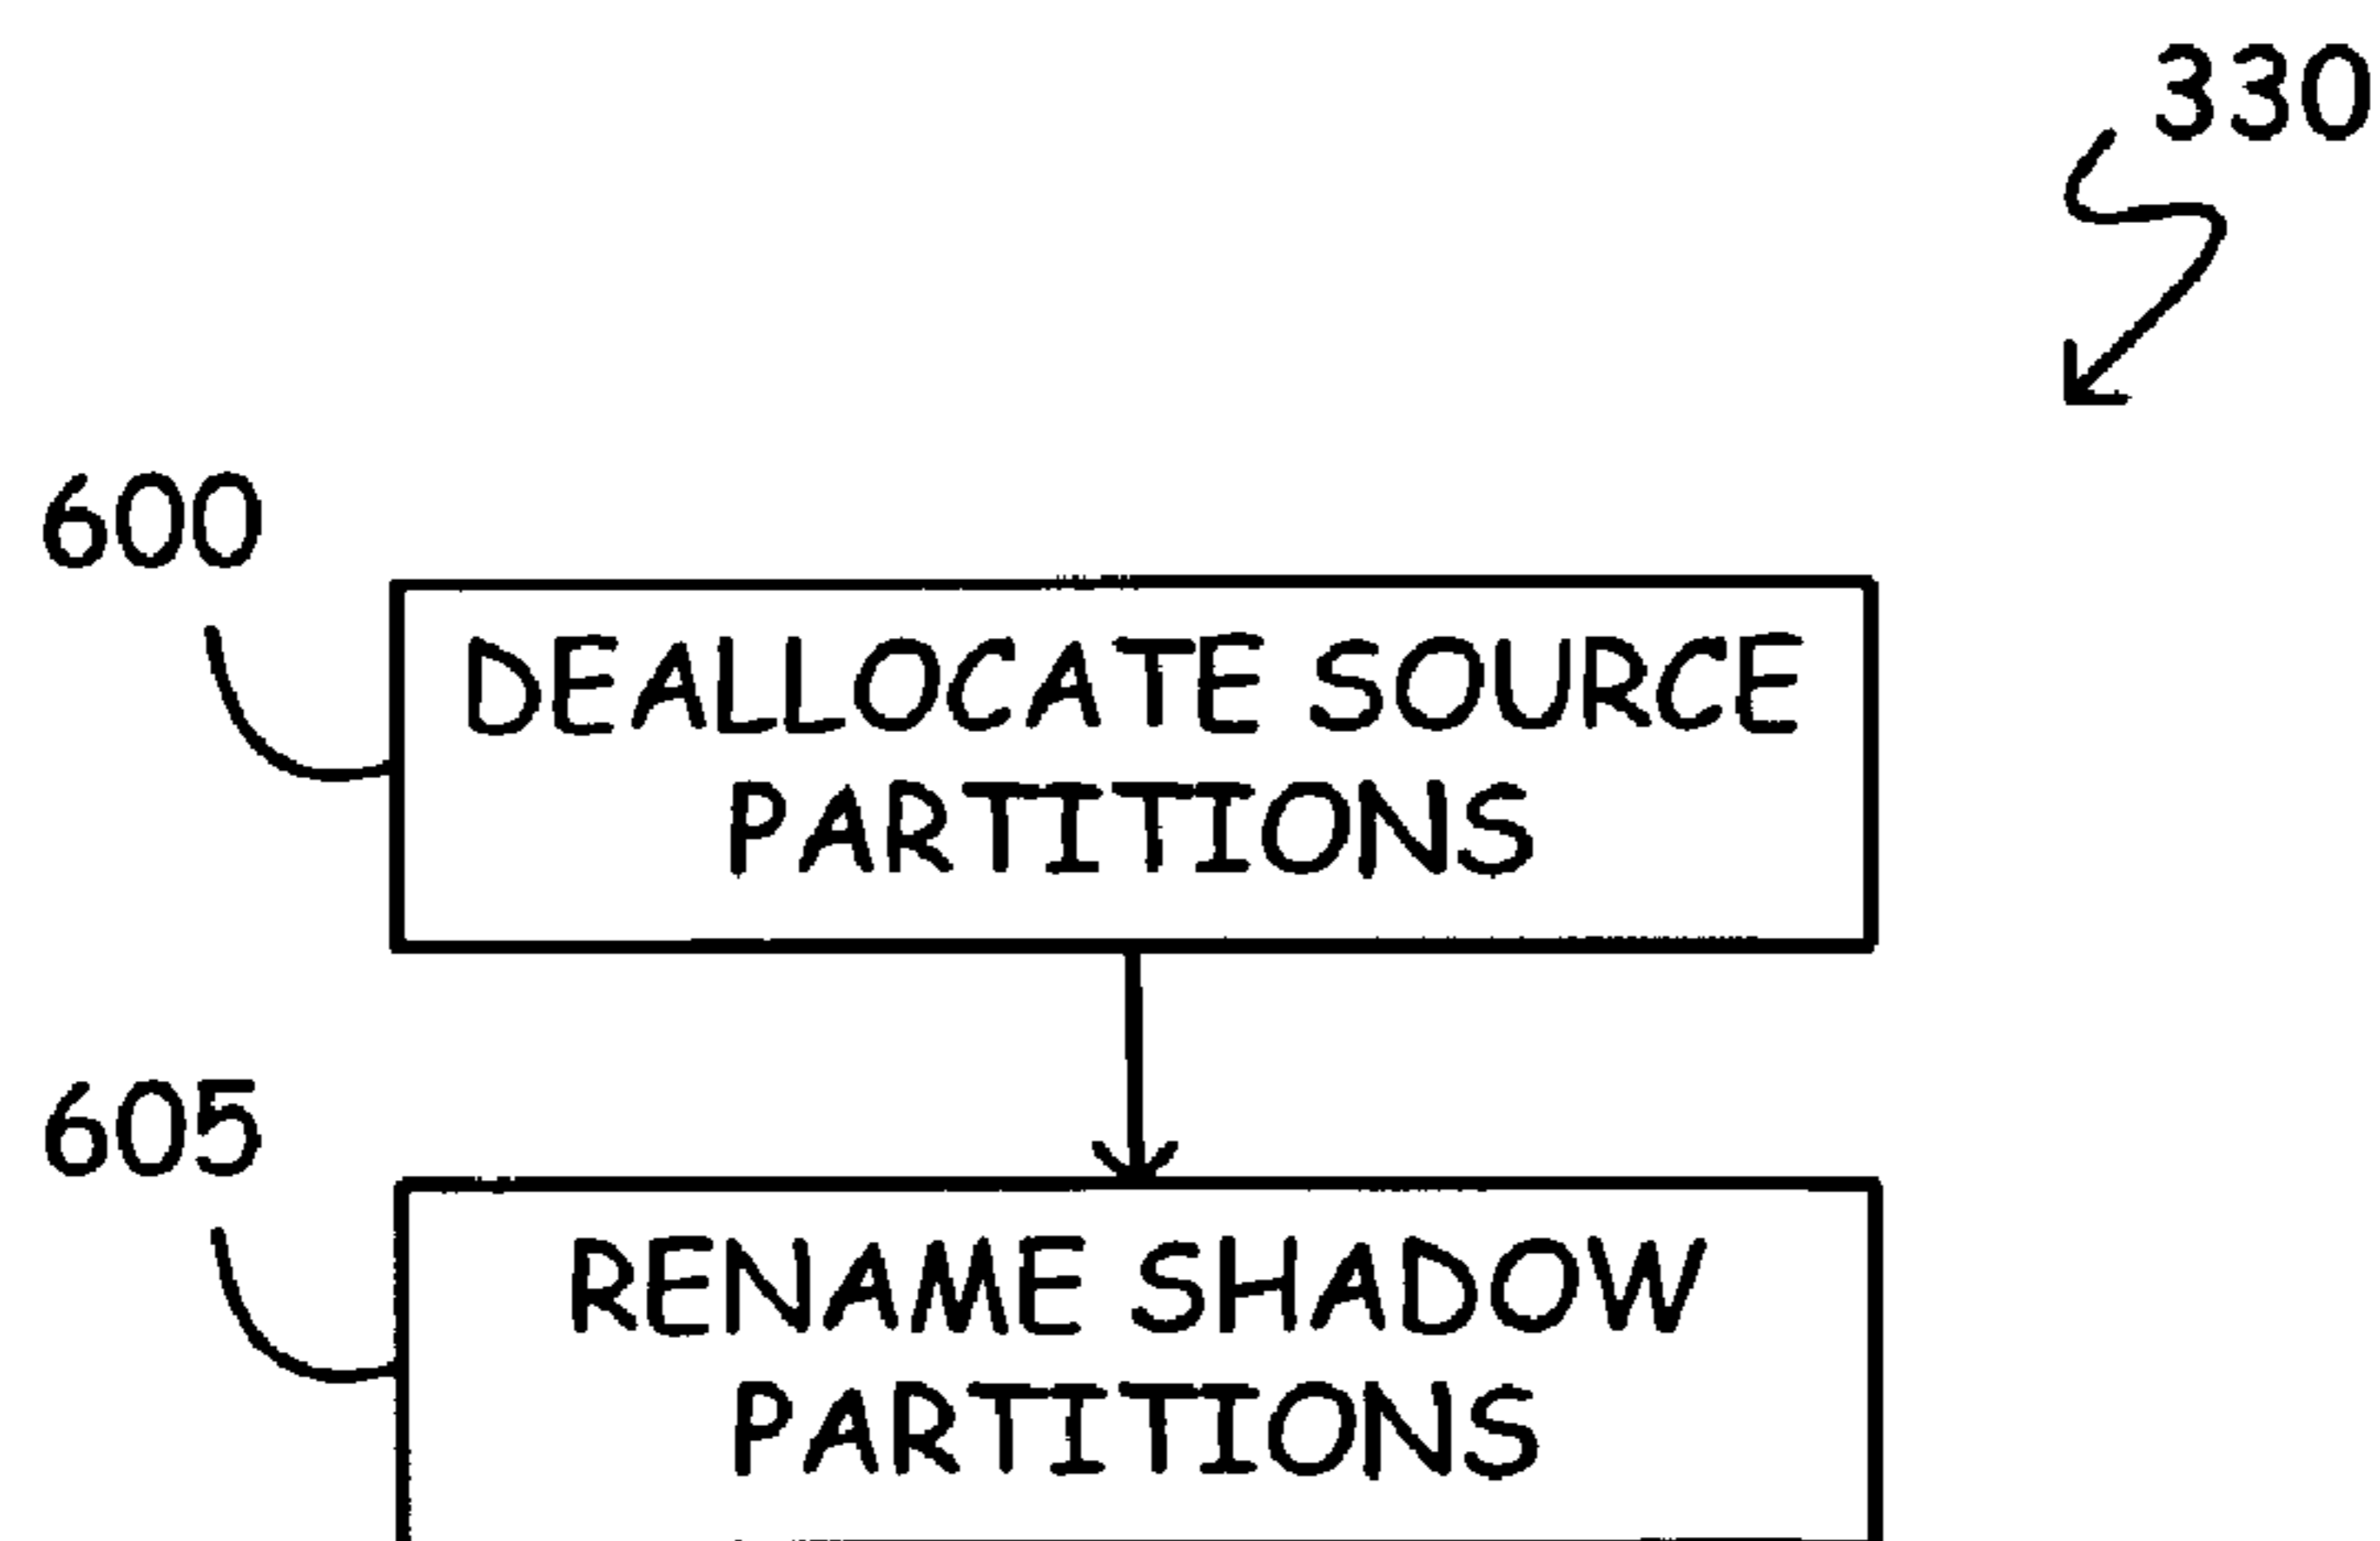 330
600
DEALLOCATE SOURCE
PARTITIONS
605
RENAME SHADOW
PARTITIONS